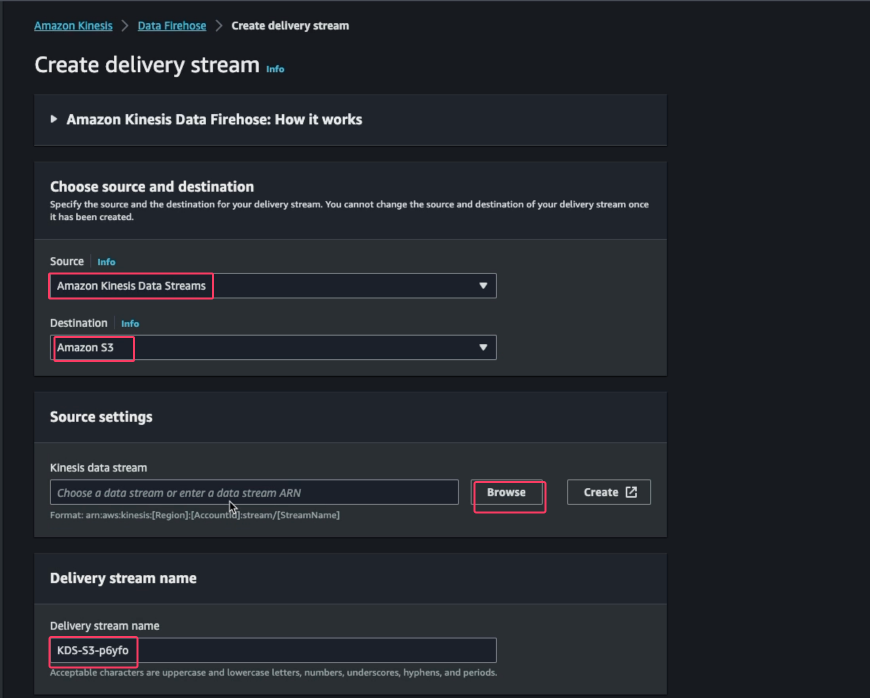 Amazon Kinesis > Data Firehose > Create delivery stream
Create delivery stream Info
Amazon Kinesis Data Firehose: How it works
Choose source and destination
Specify the source and the destination for your delivery stream. You cannot change the source and destination of your delivery stream once
it has been created.
Source Info
Amazon Kinesis Data Streams
Destination Info
Amazon S3
Source settings
Kinesis data stream
Choose a data stream or enter a data stream ARN
Browse
Create
Format: arn:aws:kinesis:[Region]:[AccountId]:stream/[StreamName]
Delivery stream name
Delivery stream name
KDS-S3-p6yfo
Acceptable characters are uppercase and lowercase letters, numbers, underscores, hyphens, and periods.